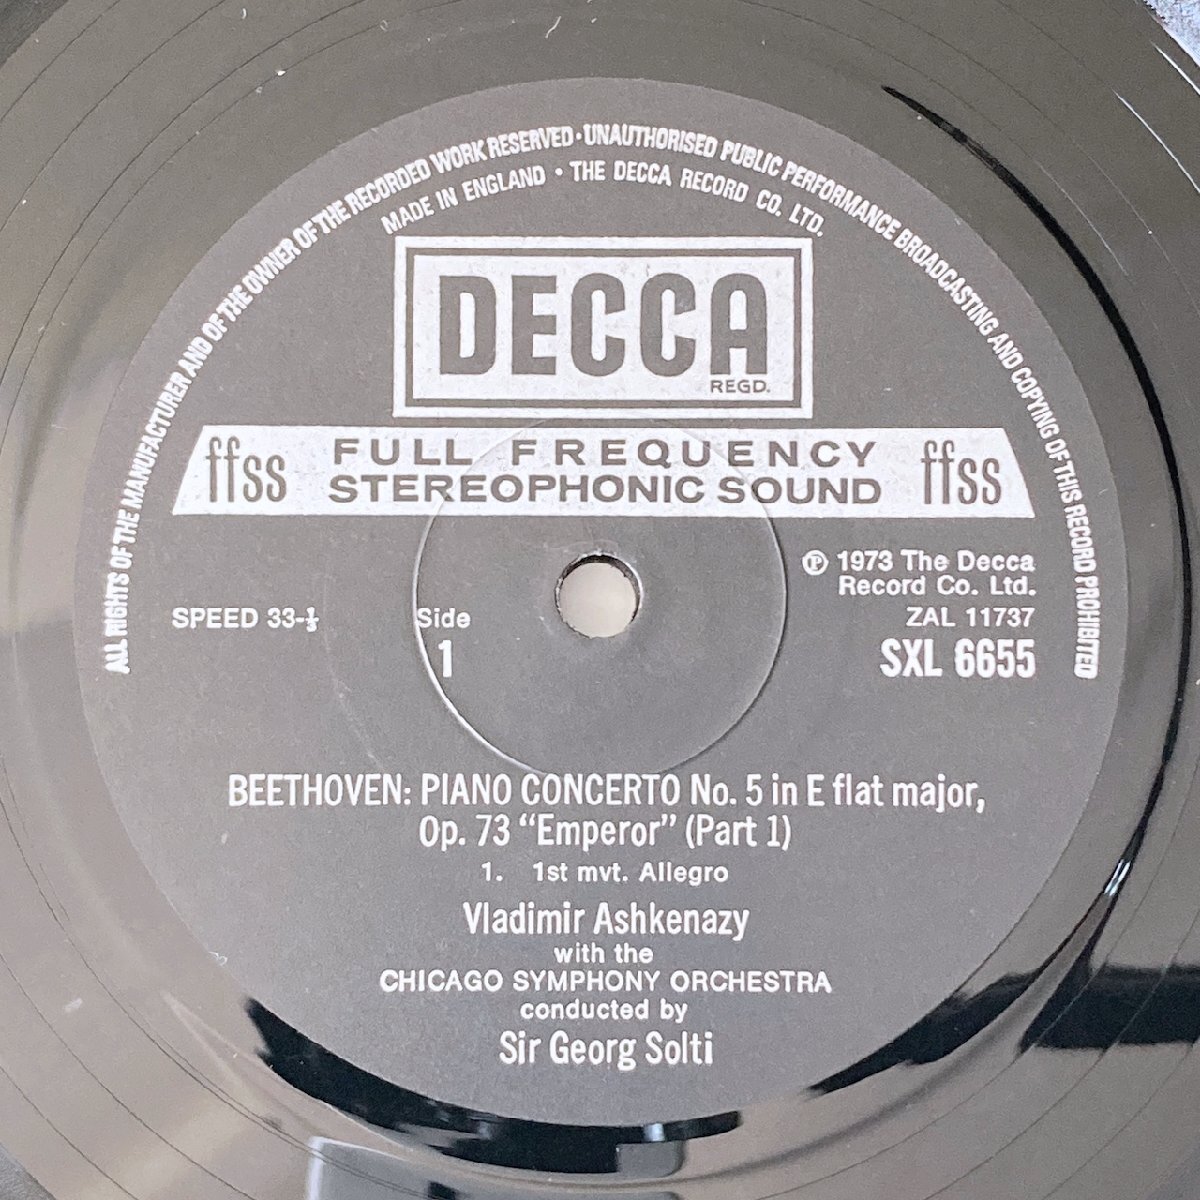 ALL RIGHTS OF THE MANUFACTURER AND OF THE OWNER OF THE RECORDED WORK RESERVED · UNAUTHORISED PUBLIC PERFORMANCE BROADCASTING AND COPYING OF THIS RECORD PROHIBITED
MADE IN ENGLAND · THE DECCA RECORD CO. LTD.
DECCA
REGD.
ffss FULL FREQUENCY STEREOPHONIC SOUND ffss
℗ 1973 The Decca
Record Co. Ltd.
SPEED 33-⅓ Side ZAL 11737
1 SXL 6655
BEETHOVEN: PIANO CONCERTO No. 5 in E flat major,
Op. 73 “Emperor” (Part 1)
1. 1st mvt. Allegro
Vladimir Ashkenazy
with the
CHICAGO SYMPHONY ORCHESTRA
conducted by
Sir Georg Solti